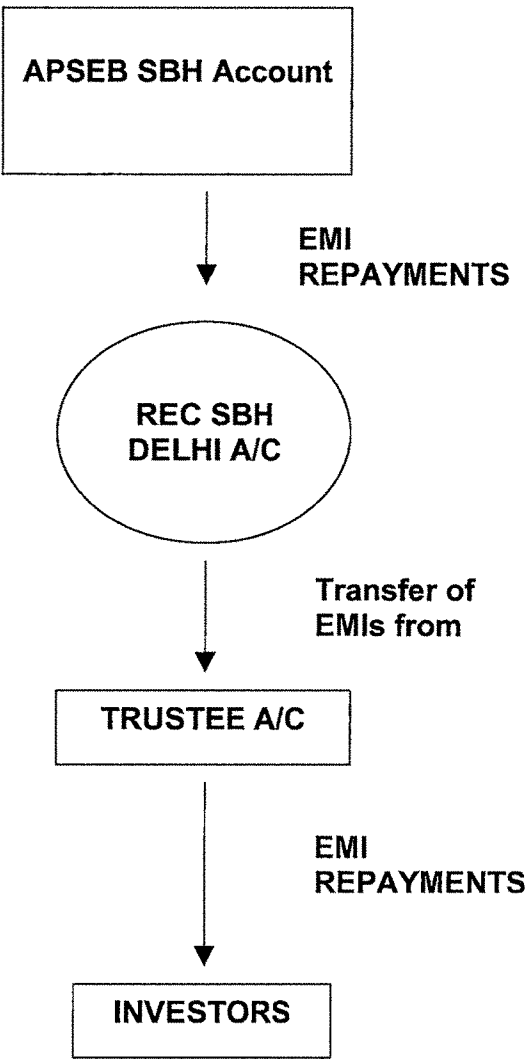 APSEB SBH Account
EMI
REPAYMENTS
REC SBH
DELHI A/C
Transfer of
EMIs from
TRUSTEE A/C
EMI
REPAYMENTS
INVESTORS